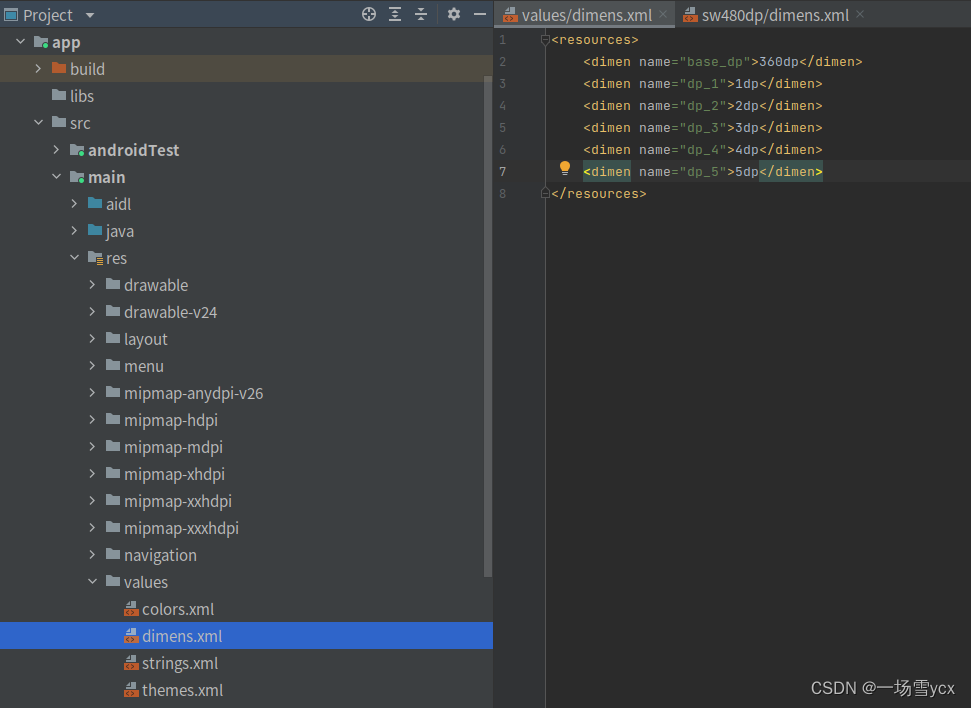 Project
app
build
libs
src
androidTest
main
aidl
java
res
drawable
drawable-v24
layout
menu
mipmap-anydpi-v26
mipmap-hdpi
mipmap-mdpi
mipmap-xhdpi
mipmap-xxhdpi
mipmap-xxxhdpi
navigation
values
colors.xml
dimens.xml
strings.xml
themes.xml
values/dimens.xml sw480dp/dimens.xml
1 <resources>
2 <dimen name="base_dp">360dp</dimen>
3 <dimen name="dp_1">1dp</dimen>
4 <dimen name="dp_2">2dp</dimen>
5 <dimen name="dp_3">3dp</dimen>
6 <dimen name="dp_4">4dp</dimen>
7 <dimen name="dp_5">5dp</dimen>
8 </resources>
CSDN @一场雪ycx